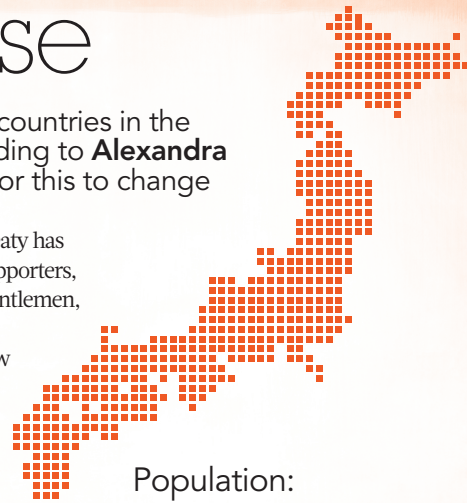 se
countries in the
ding to Alexandra
or this to change
aty has
pporters,
ntlemen,
w
Population: